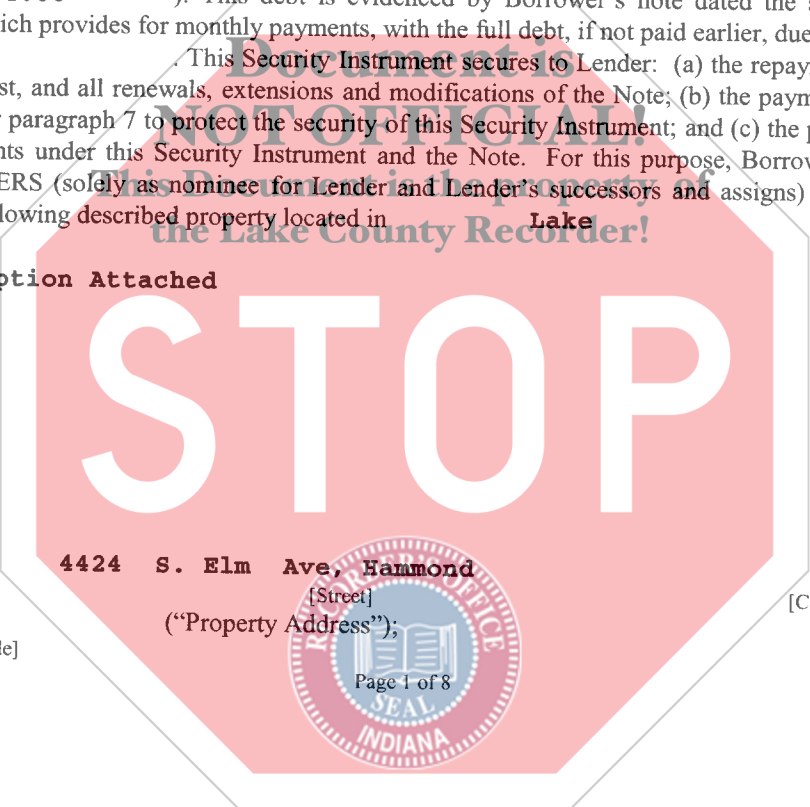 ). This debt is evidenced by Borrower's note dated the
ich provides for monthly payments, with the full debt, if not paid earlier, due
. This Security Instrument secures to Lender: (a) the repay
st, and all renewals, extensions and modifications of the Note; (b) the paym
r paragraph 7 to protect the security of this Security Instrument; and (c) the p
nts under this Security Instrument and the Note. For this purpose, Borrow
ERS (solely as nominee for Lender and Lender's successors and assigns)
lowing described property located in Lake
Document is
NOT OFFICIAL!
This Document is the property of
the Lake County Recorder!
ption Attached
STOP
4424 S. Elm Ave, Hammond
[Street]
[C
("Property Address");
le]
Page 1 of 8
RECORDER'S OFFICE
SEAL
INDIANA